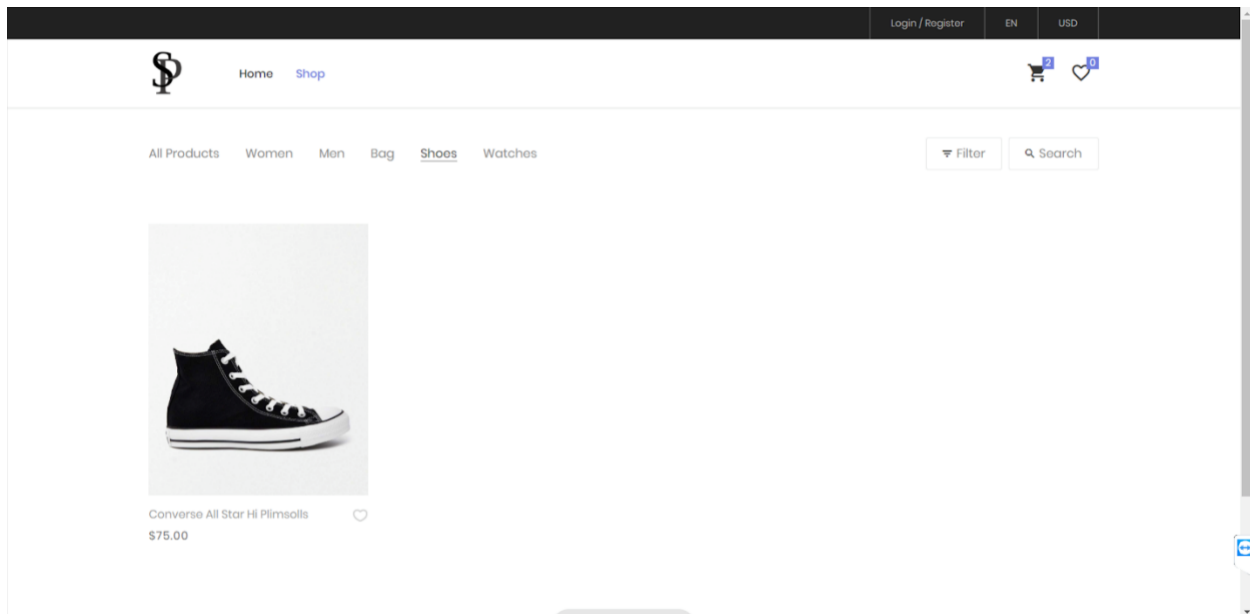 Login / Register EN USD
SP Home Shop 2 0
All Products Women Men Bag Shoes Watches Filter Search
Converse All Star Hi Plimsolls
$75.00